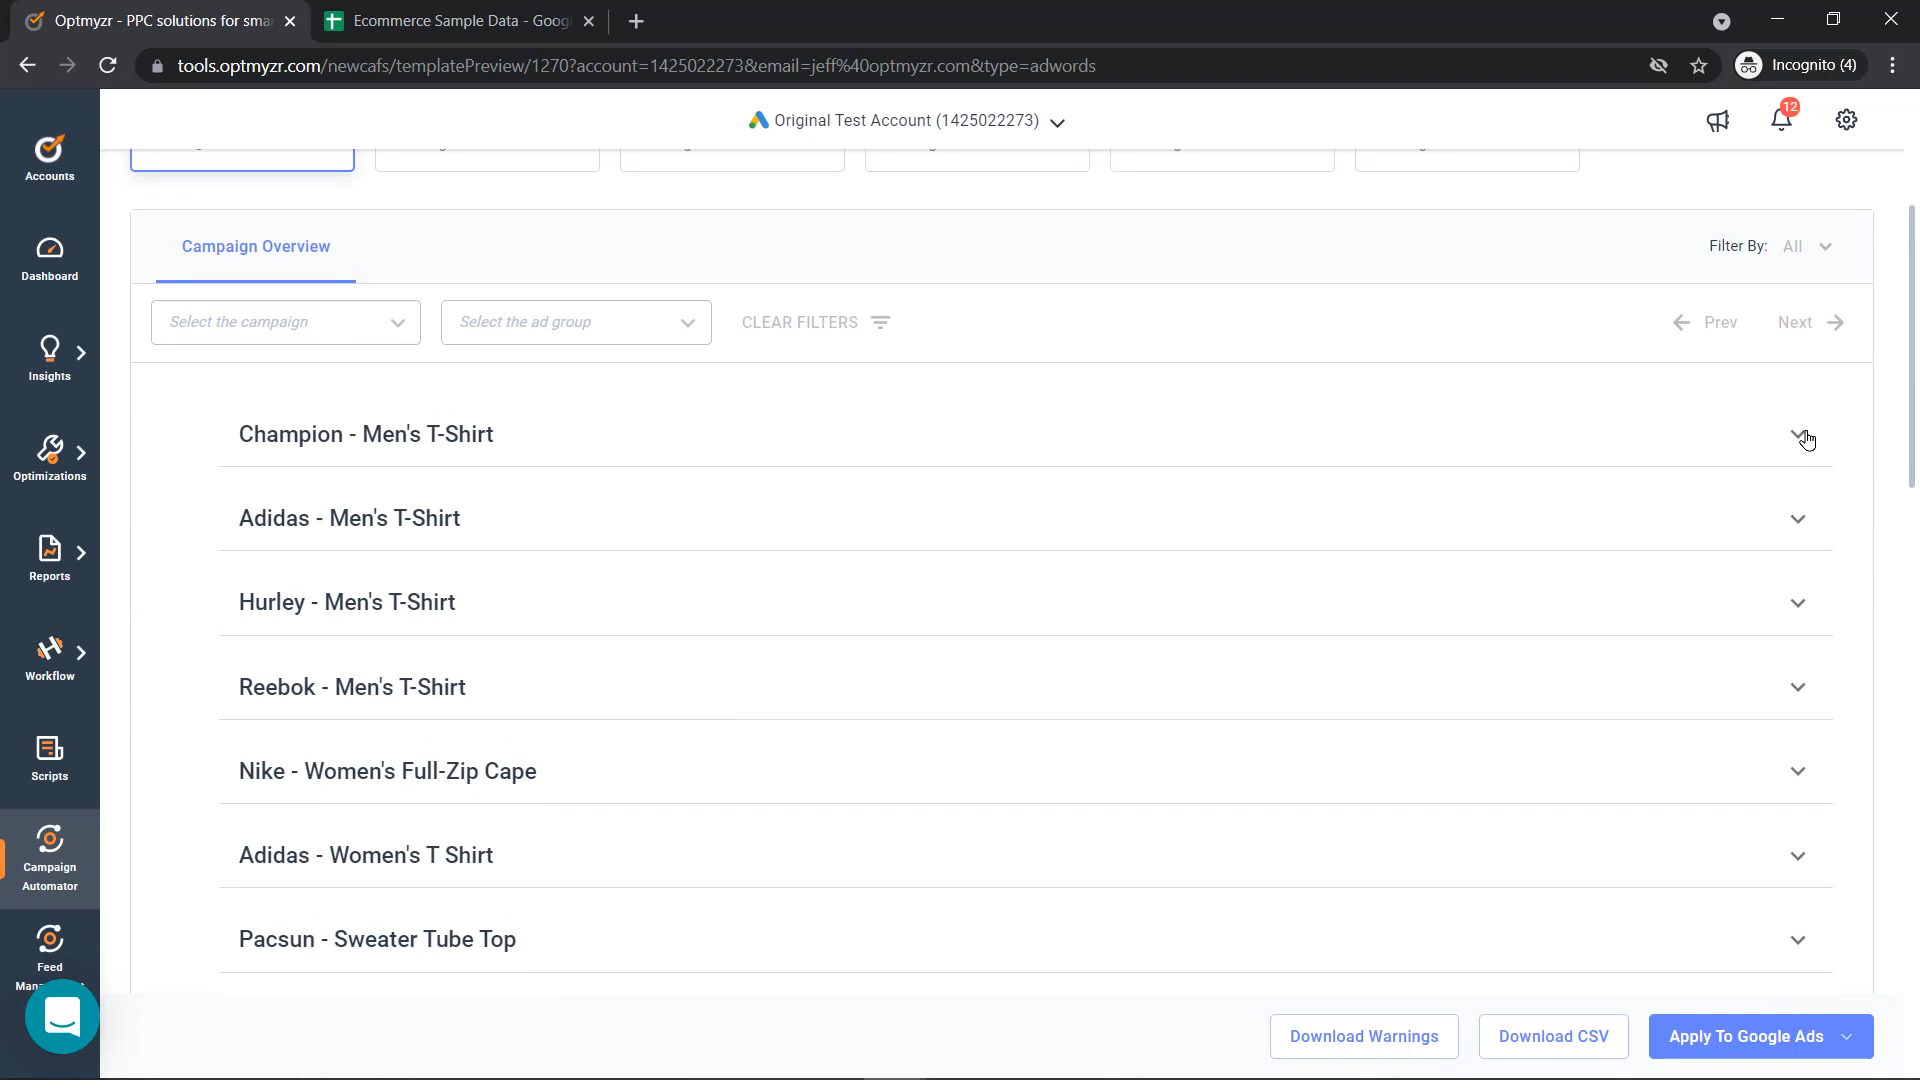 Optmyzr - PPC solutions for sma
Ecommerce Sample Data - Goog
tools.optmyzr.com/newcafs/templatePreview/1270?account=1425022273&email=jeff%40optmyzr.com&type=adwords
Incognito (4)
Original Test Account (1425022273)
12
Accounts
Dashboard
Insights
Optimizations
Reports
Workflow
Scripts
Campaign
Automator
Feed
Campaign Overview
Filter By: All
Select the campaign
Select the ad group
CLEAR FILTERS
Prev
Next
Champion - Men's T-Shirt
Adidas - Men's T-Shirt
Hurley - Men's T-Shirt
Reebok - Men's T-Shirt
Nike - Women's Full-Zip Cape
Adidas - Women's T Shirt
Pacsun - Sweater Tube Top
Download Warnings
Download CSV
Apply To Google Ads